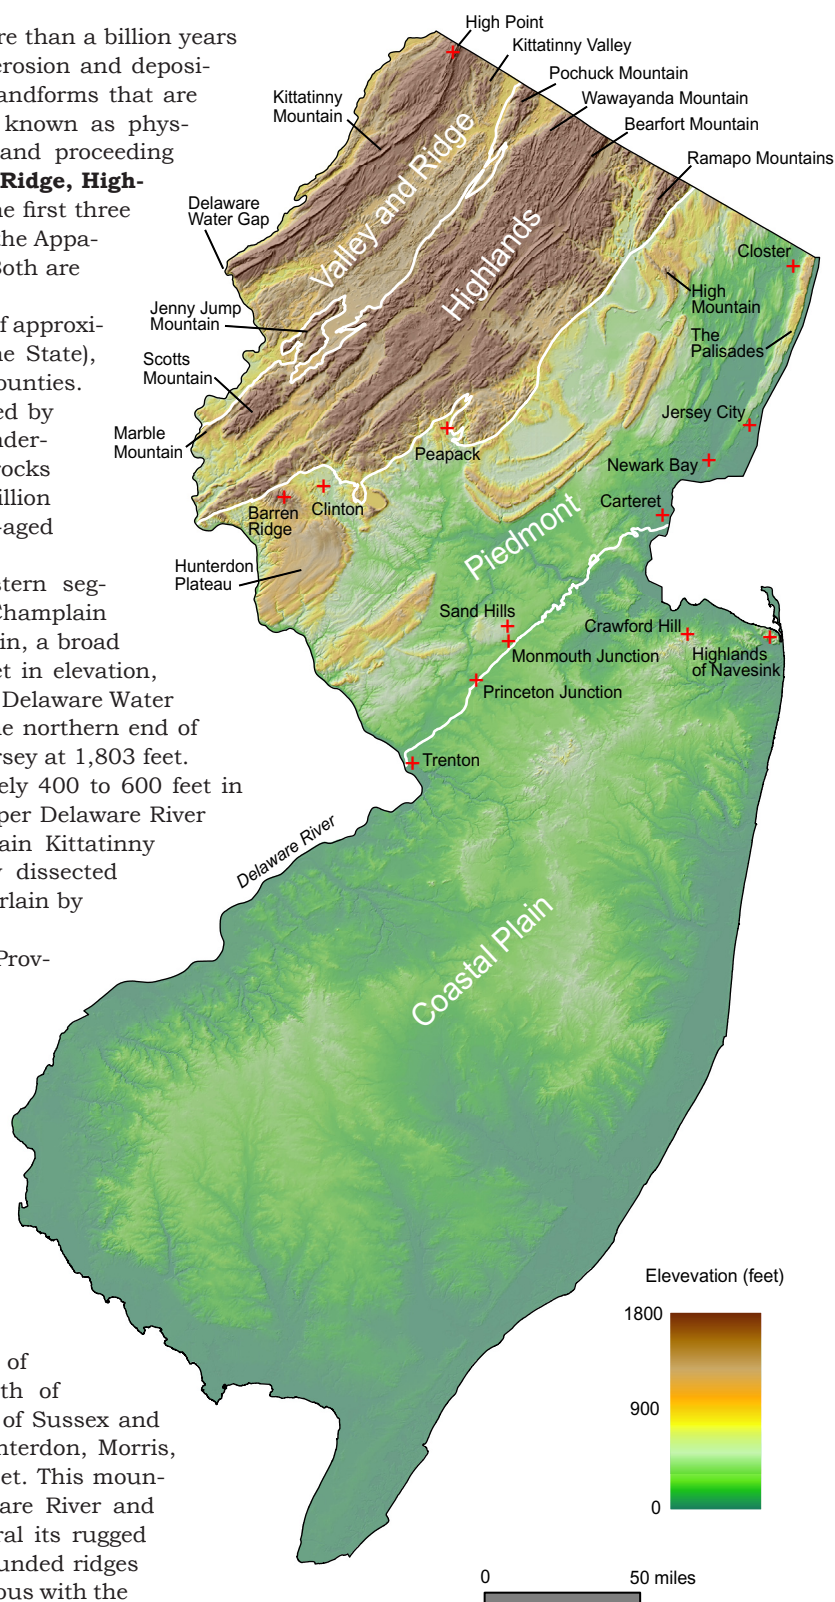 re than a billion years
erosion and deposi-
andforms that are
known as phys-
and proceeding
Ridge, High-
he first three
the Appa-
Both are
f approxi-
he State),
ounties.
ed by
nder-
rocks
illion
-aged
stern seg-
Champlain
in, a broad
et in elevation,
Delaware Water
e northern end of
rsey at 1,803 feet.
ely 400 to 600 feet in
per Delaware River
ain Kittatinny
y dissected
rlain by
Prov-
of
th of
of Sussex and
nterdon, Morris,
et. This moun-
are River and
ral its rugged
unded ridges
ous with the
High Point
Kittatinny Valley
Pochuck Mountain
Wawayanda Mountain
Bearfort Mountain
Ramapo Mountains
Kittatinny
Mountain
Delaware
Water Gap
Valley and Ridge
Highlands
Closter
High
Mountain
The
Palisades
Jenny Jump
Mountain
Scotts
Mountain
Marble
Mountain
Jersey City
Peapack
Newark Bay
Carteret
Barren
Ridge
Clinton
Piedmont
Hunterdon
Plateau
Sand Hills
Crawford Hill
Monmouth Junction
Highlands
of Navesink
Princeton Junction
Trenton
Delaware River
Coastal Plain
Elevevation (feet)
1800
900
0
0
50 miles